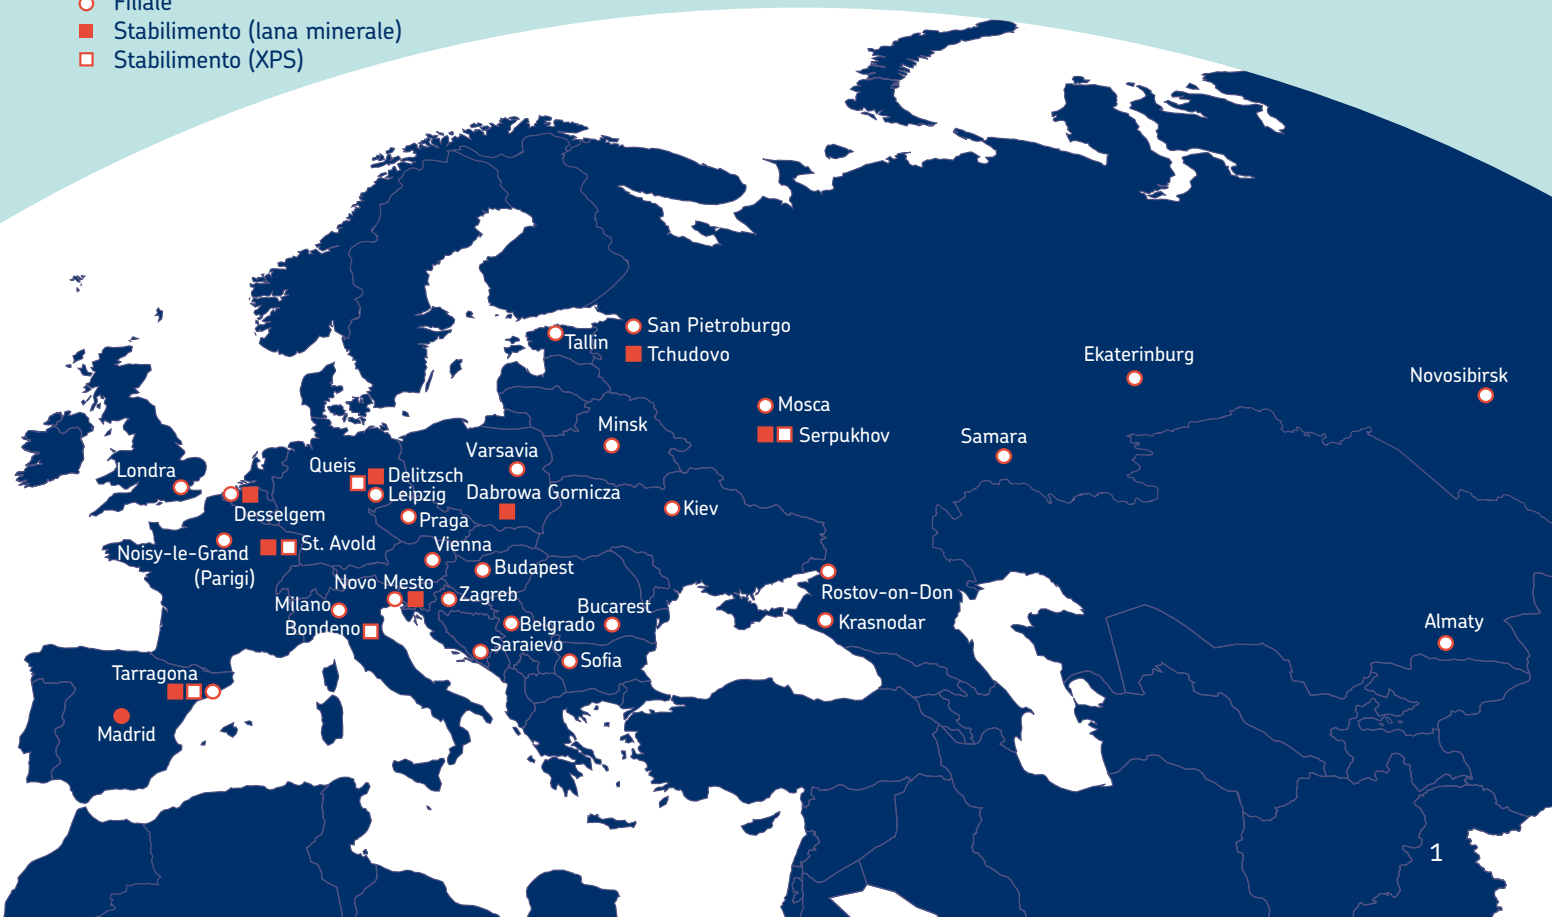 Filiale
Stabilimento (lana minerale)
Stabilimento (XPS)
San Pietroburgo
Tallin
Tchudovo
Ekaterinburg
Novosibirsk
Mosca
Minsk
Serpukhov
Samara
Varsavia
Londra
Queis
Delitzsch
Leipzig
Dabrowa Gornicza
Desselgem
Praga
Kiev
Noisy-le-Grand
(Parigi)
St. Avold
Vienna
Budapest
Novo Mesto
Zagreb
Rostov-on-Don
Milano
Bucarest
Bondeno
Belgrado
Krasnodar
Almaty
Saraievo
Sofia
Tarragona
Madrid
1